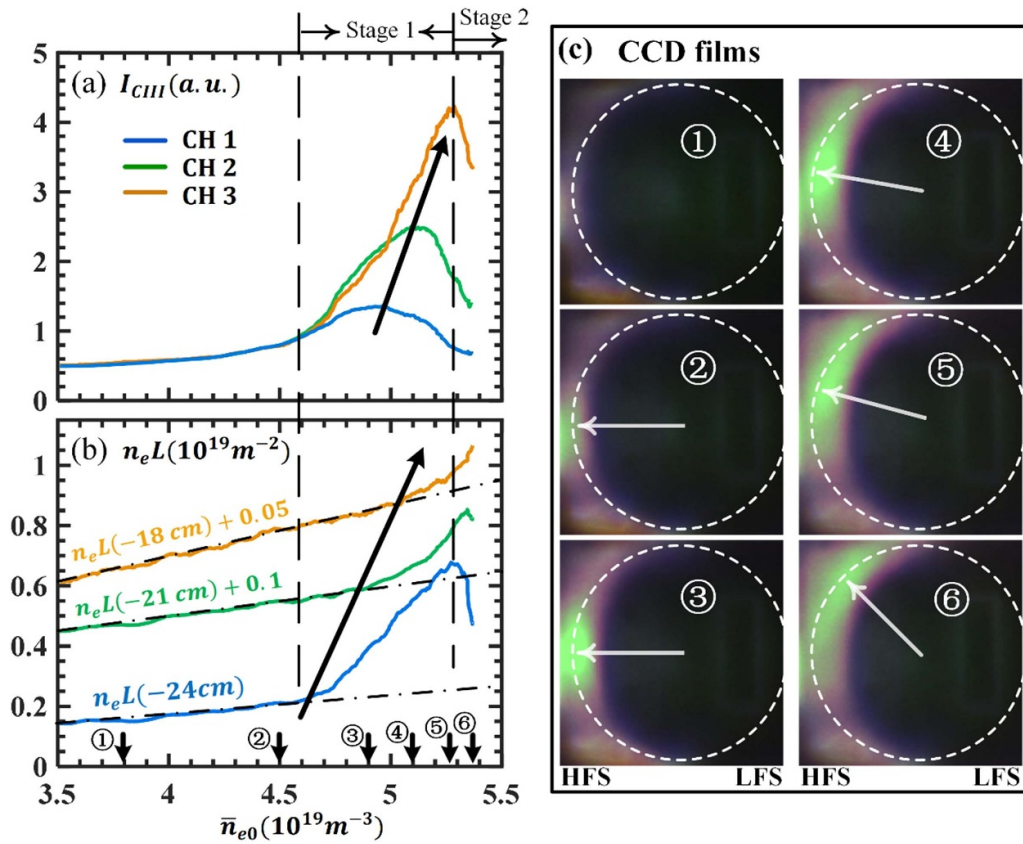 Stage 1
Stage 2
(a) I_CIII(a.u.)
5
4
3
2
1
0
CH 1
CH 2
CH 3
(b) n_eL(10^19m^-2)
1
0.8
0.6
0.4
0.2
0
n_eL(-18 cm) + 0.05
n_eL(-21 cm) + 0.1
n_eL(-24cm)
① ② ③ ④ ⑤ ⑥
3.5 4 4.5 5 5.5
n̄_e0(10^19m^-3)
(c) CCD films
① ④
② ⑤
③ ⑥
HFS LFS HFS LFS